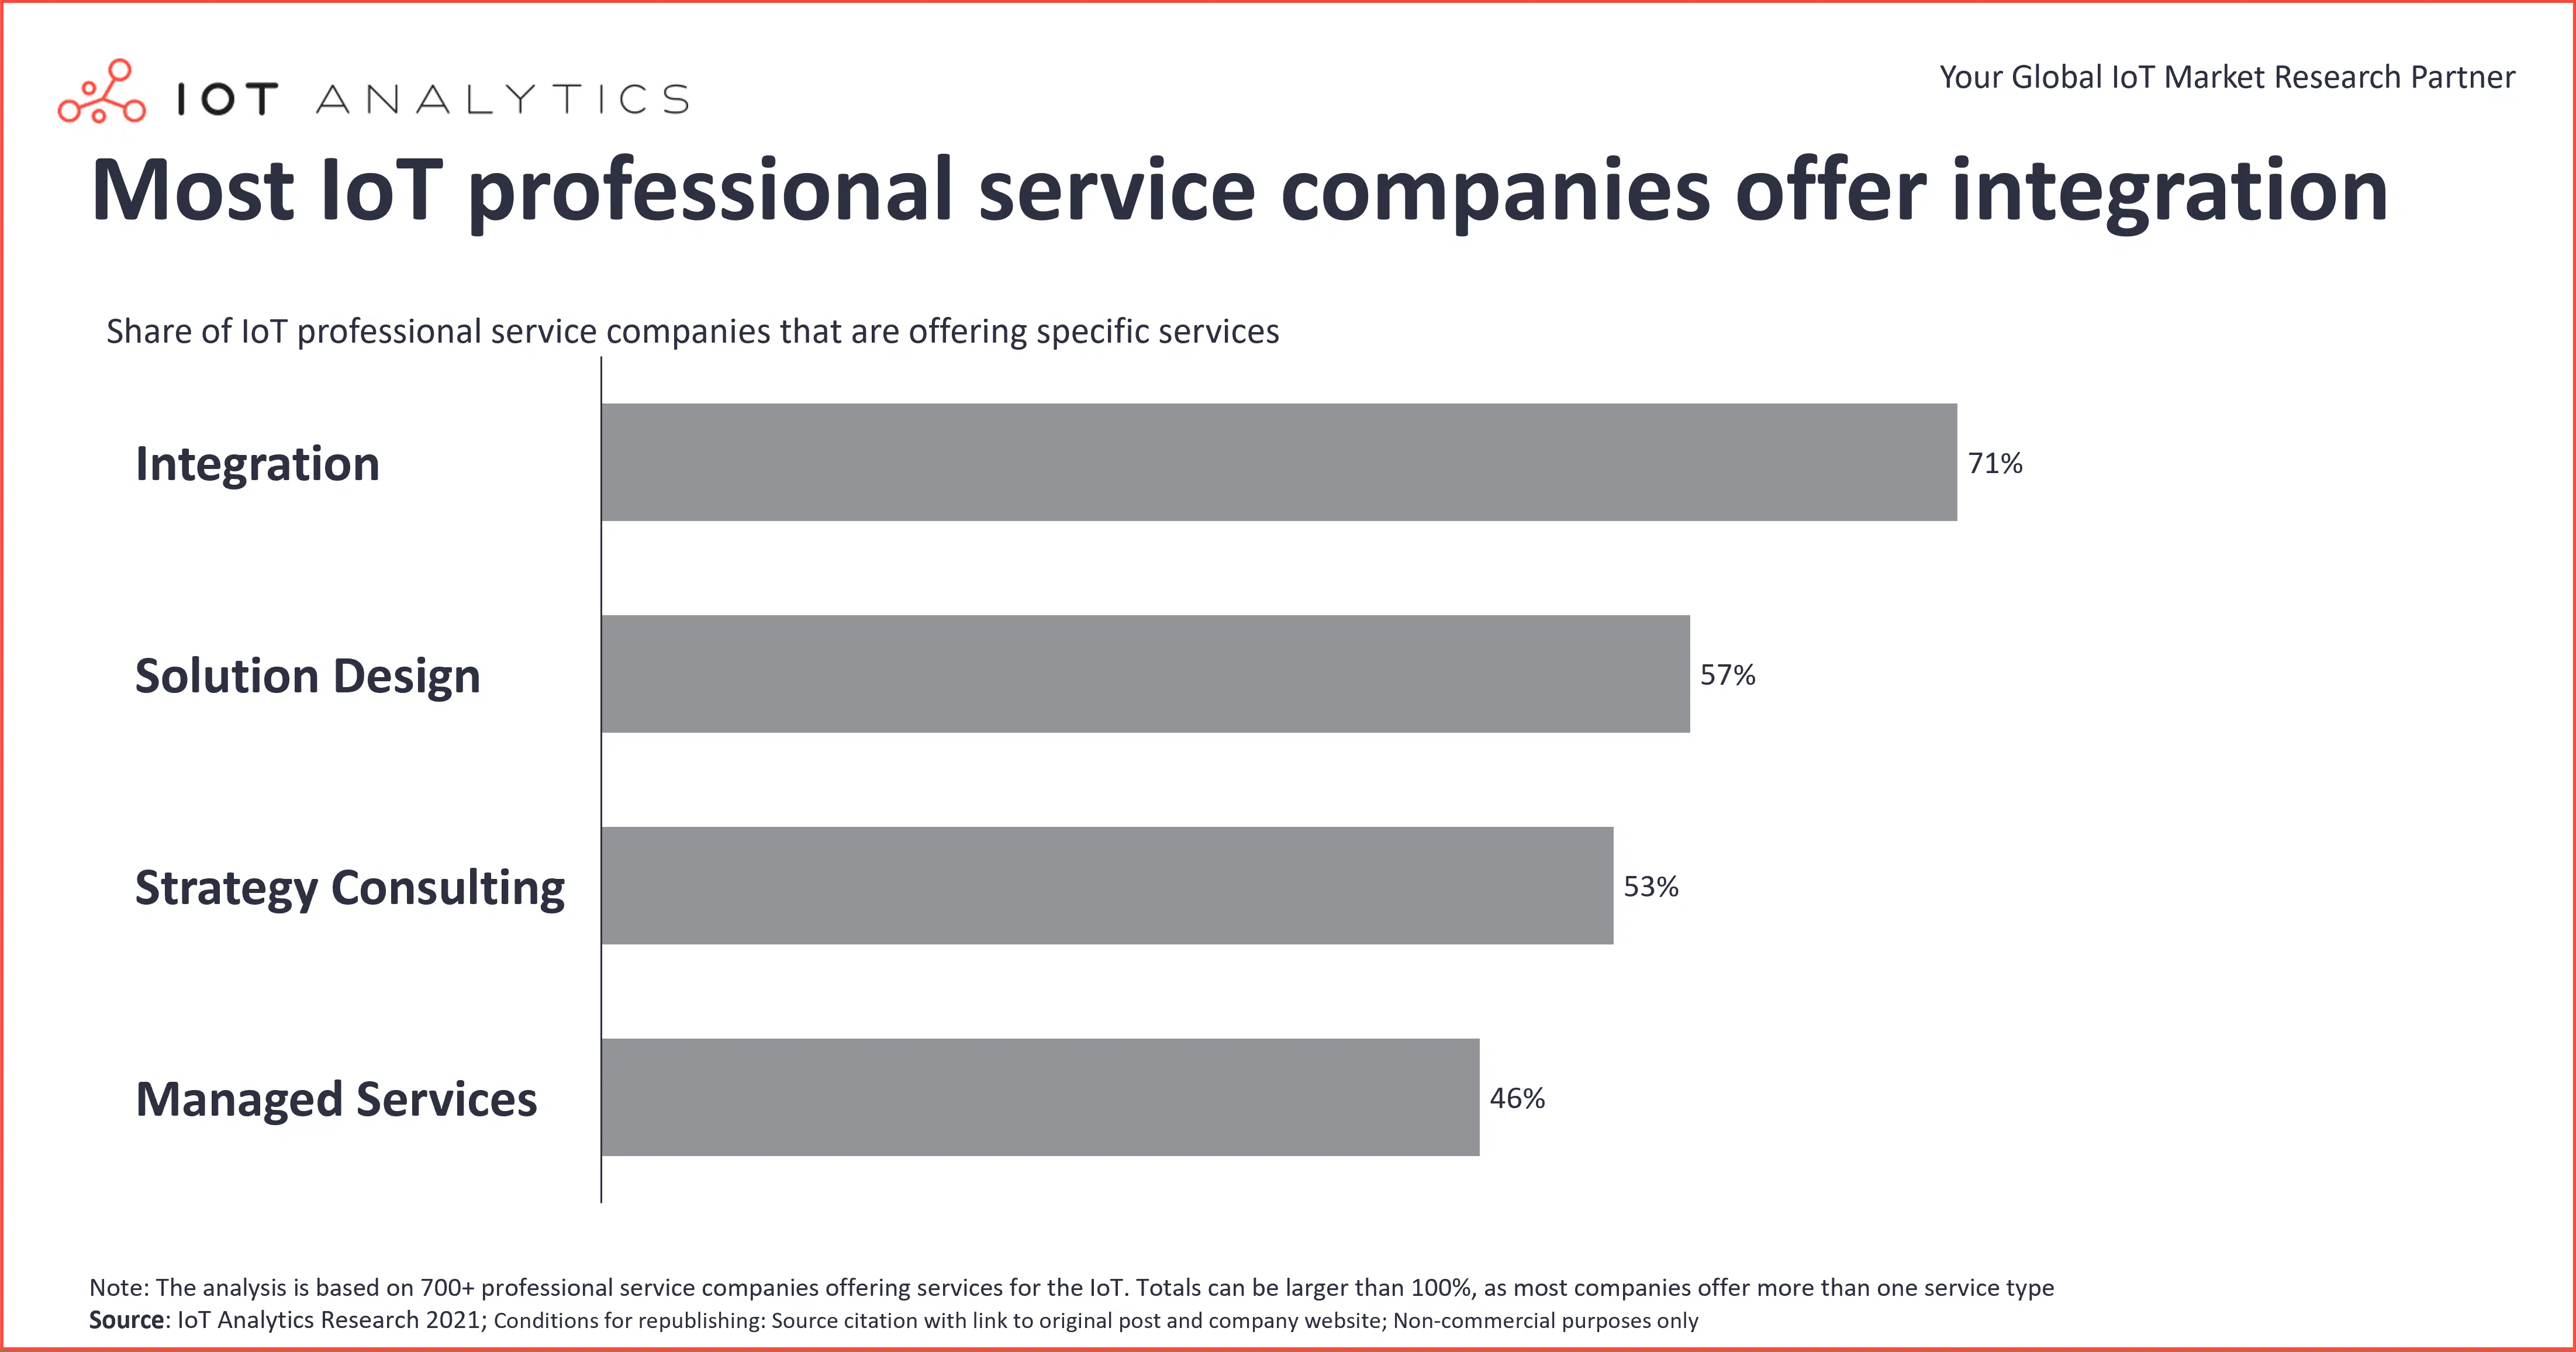 IOT ANALYTICS
Your Global IoT Market Research Partner
Most IoT professional service companies offer integration
Share of IoT professional service companies that are offering specific services
Integration
71%
Solution Design
57%
Strategy Consulting
53%
Managed Services
46%
Note: The analysis is based on 700+ professional service companies offering services for the IoT. Totals can be larger than 100%, as most companies offer more than one service type
Source: IoT Analytics Research 2021; Conditions for republishing: Source citation with link to original post and company website; Non-commercial purposes only